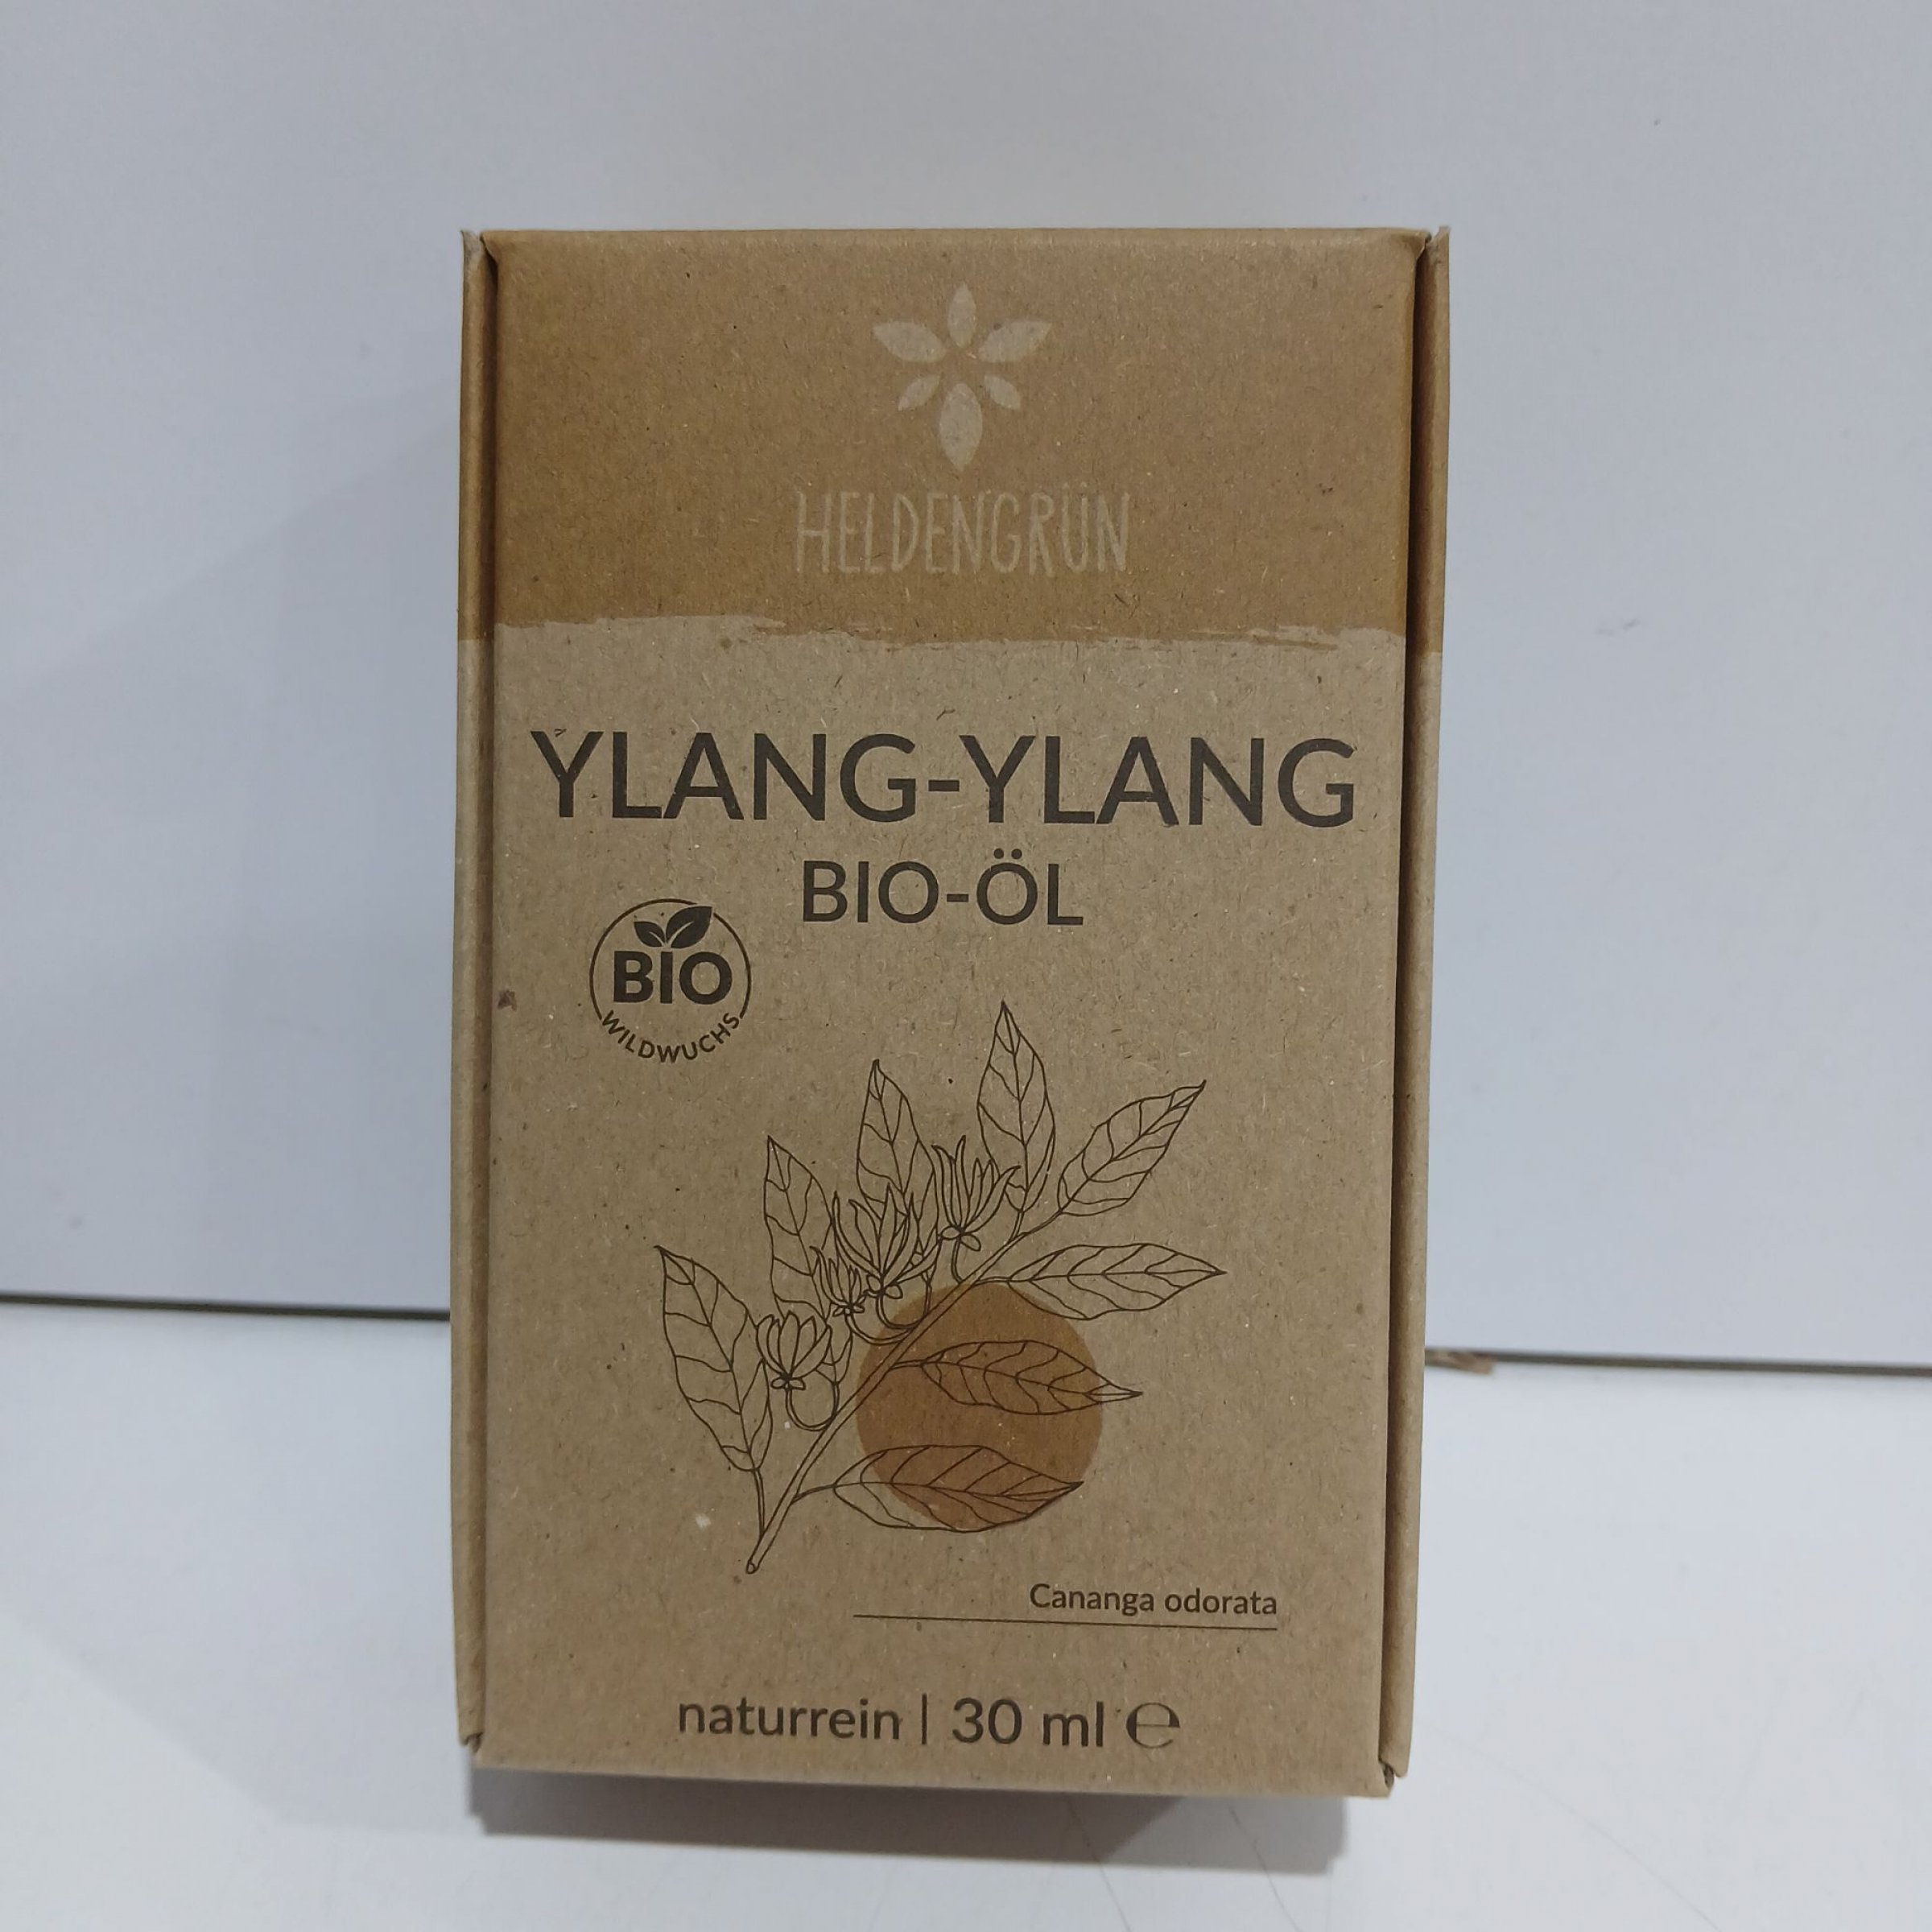 HELDENGRÜN
YLANG-YLANG
BIO-ÖL
BIO
WILDWUCHS
Cananga odorata
naturrein | 30 ml ℮